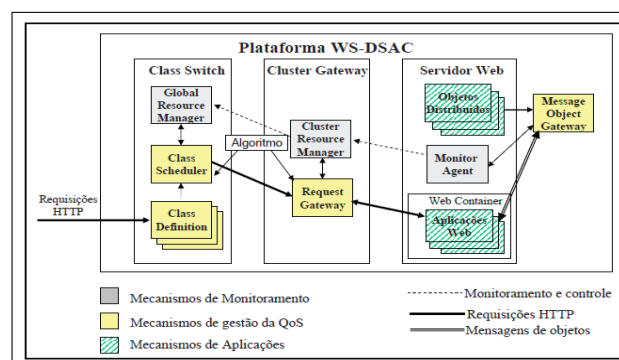 Plataforma WS-DSAC
Class Switch
Cluster Gateway
Servidor Web
Global
Resource
Manager
Objetos
Distribuídos
Message
Object
Gateway
Algoritmo
Cluster
Resource
Manager
Class
Scheduler
Monitor
Agent
Requisições
HTTP
Request
Gateway
Class
Definition
Web Container
Aplicações
Web
Mecanismos de Monitoramento
Mecanismos de gestão da QoS
Mecanismos de Aplicações
Monitoramento e controle
Requisições HTTP
Mensagens de objetos